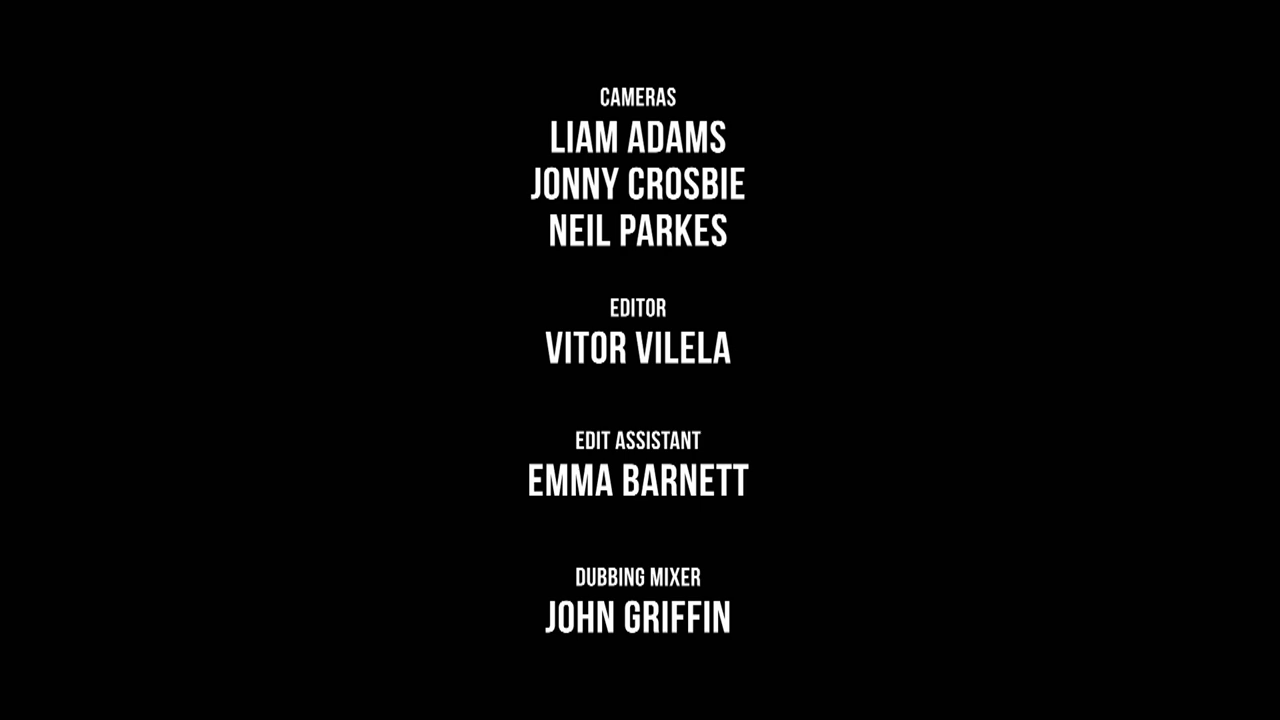 CAMERAS
LIAM ADAMS
JONNY CROSBIE
NEIL PARKES
EDITOR
VITOR VILELA
EDIT ASSISTANT
EMMA BARNETT
DUBBING MIXER
JOHN GRIFFIN